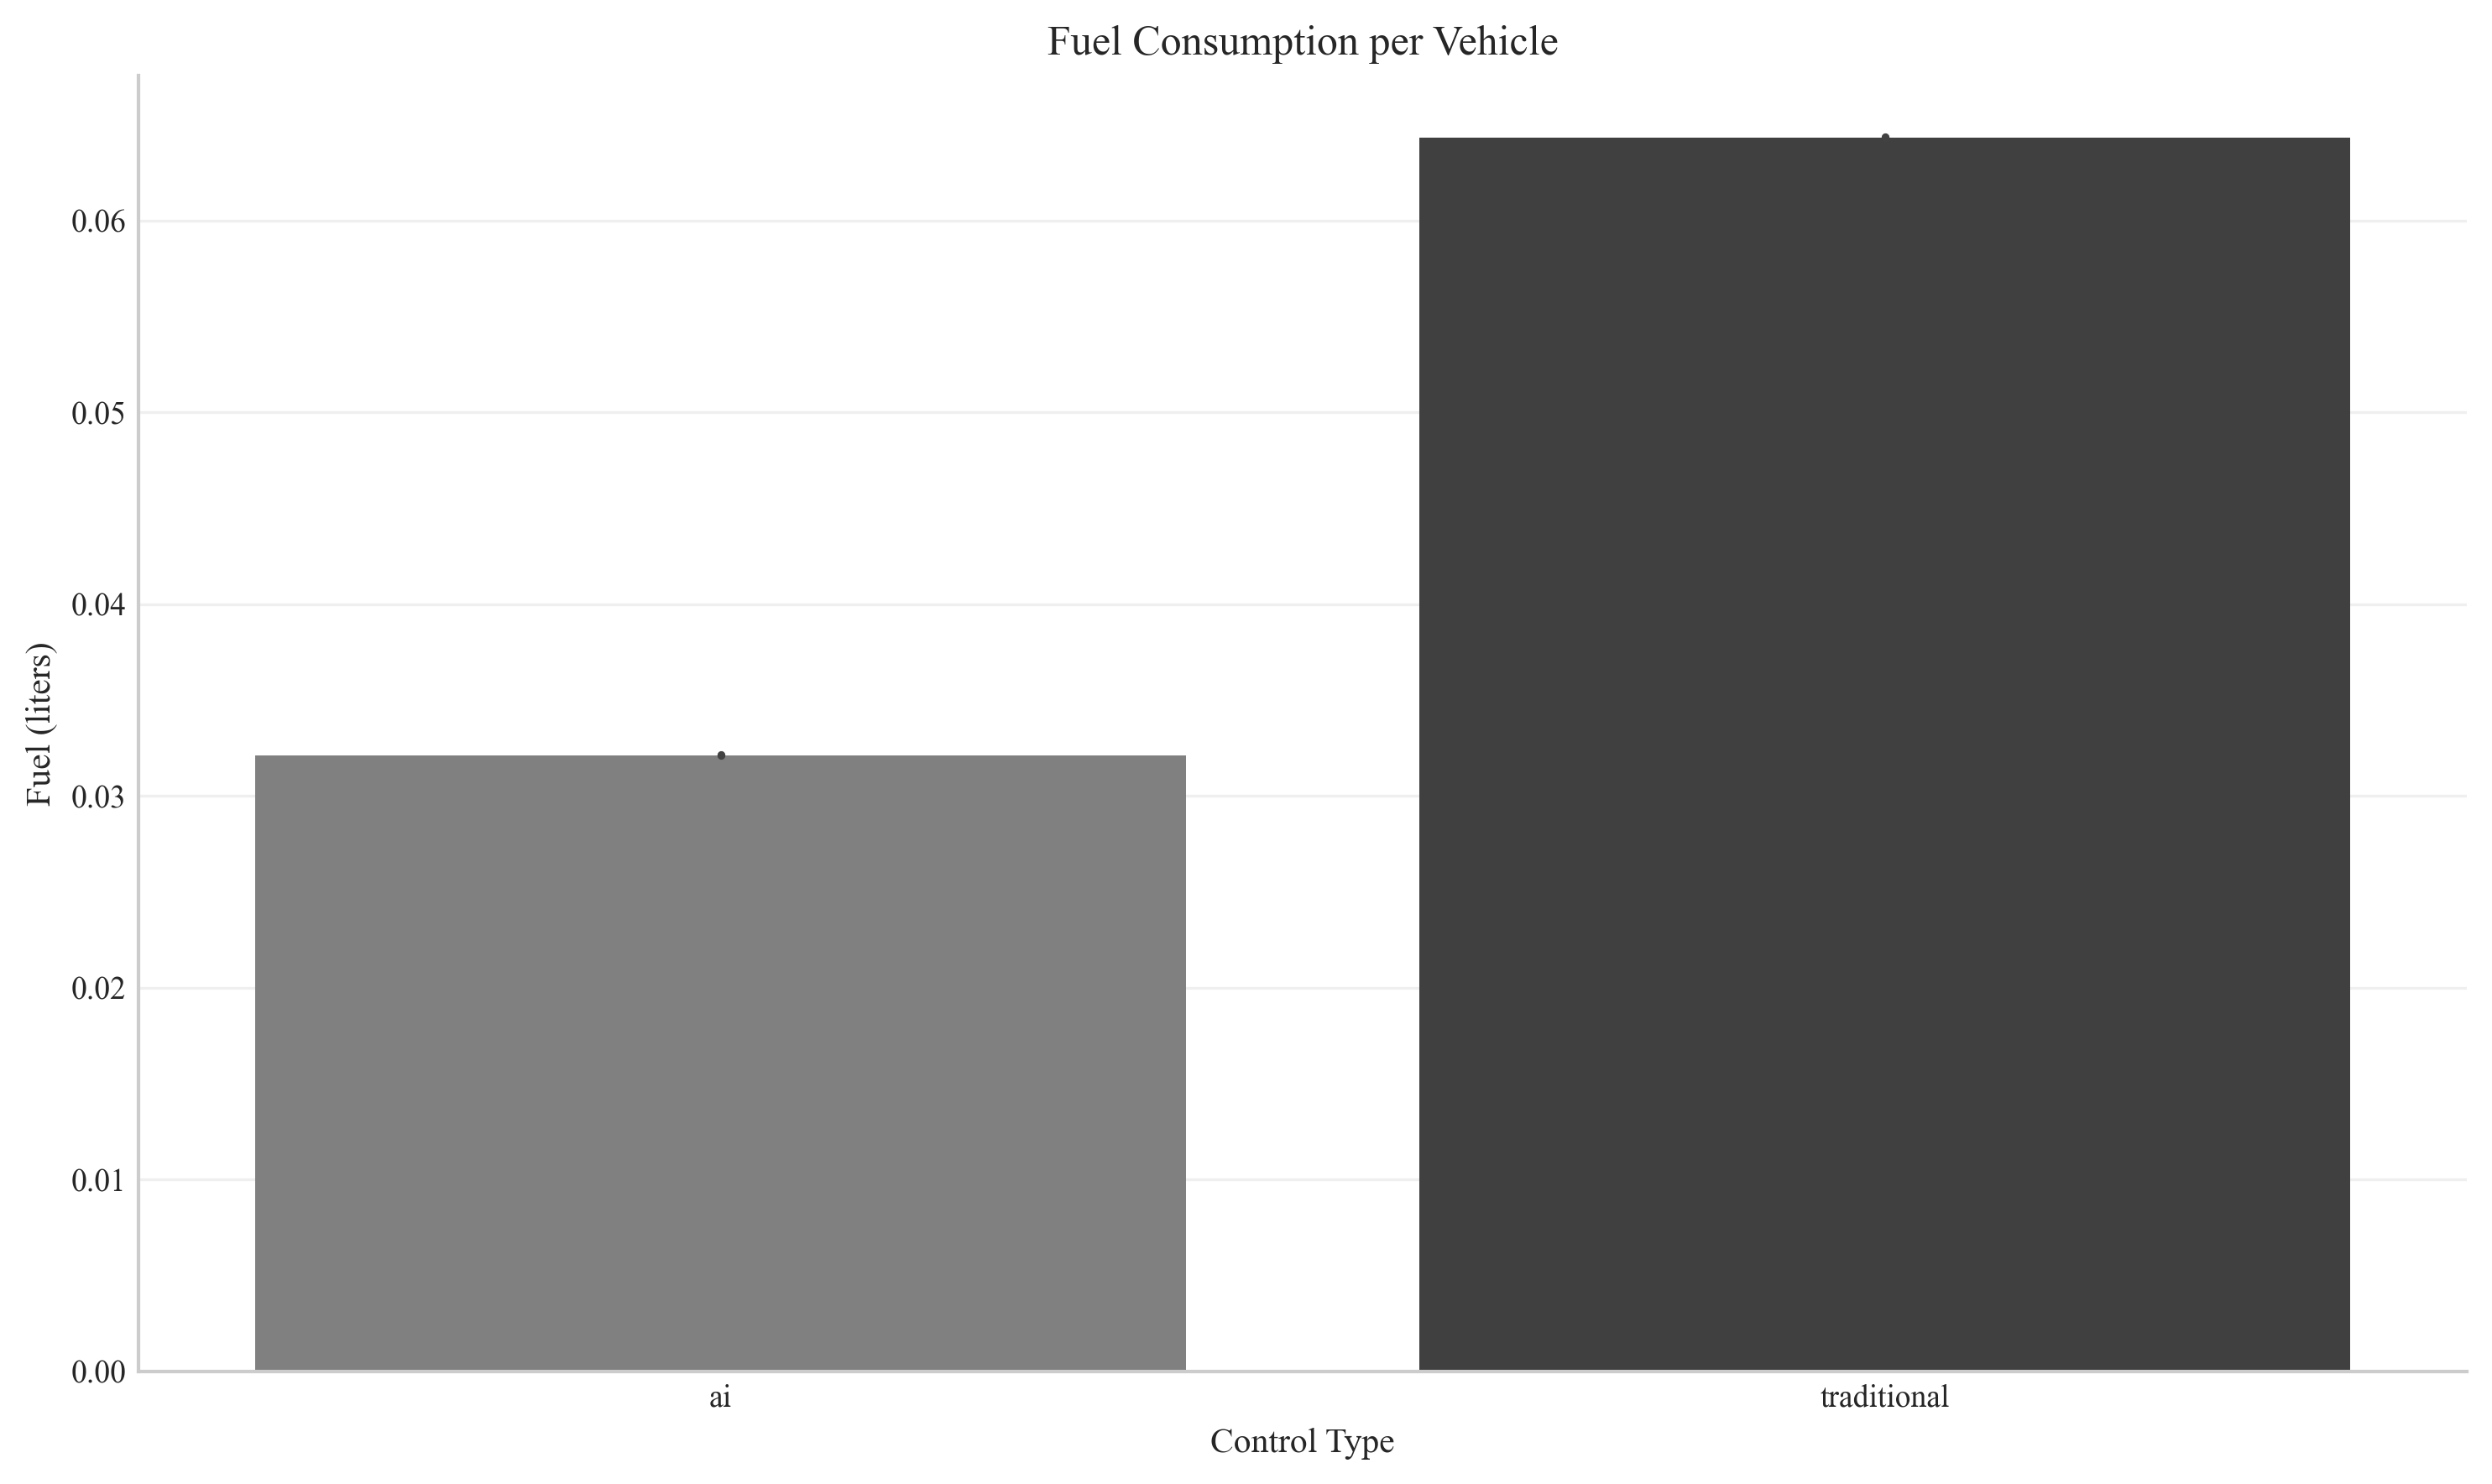 Fuel Consumption per Vehicle
Fuel (liters)
0.06
0.05
0.04
0.03
0.02
0.01
0.00
ai
traditional
Control Type